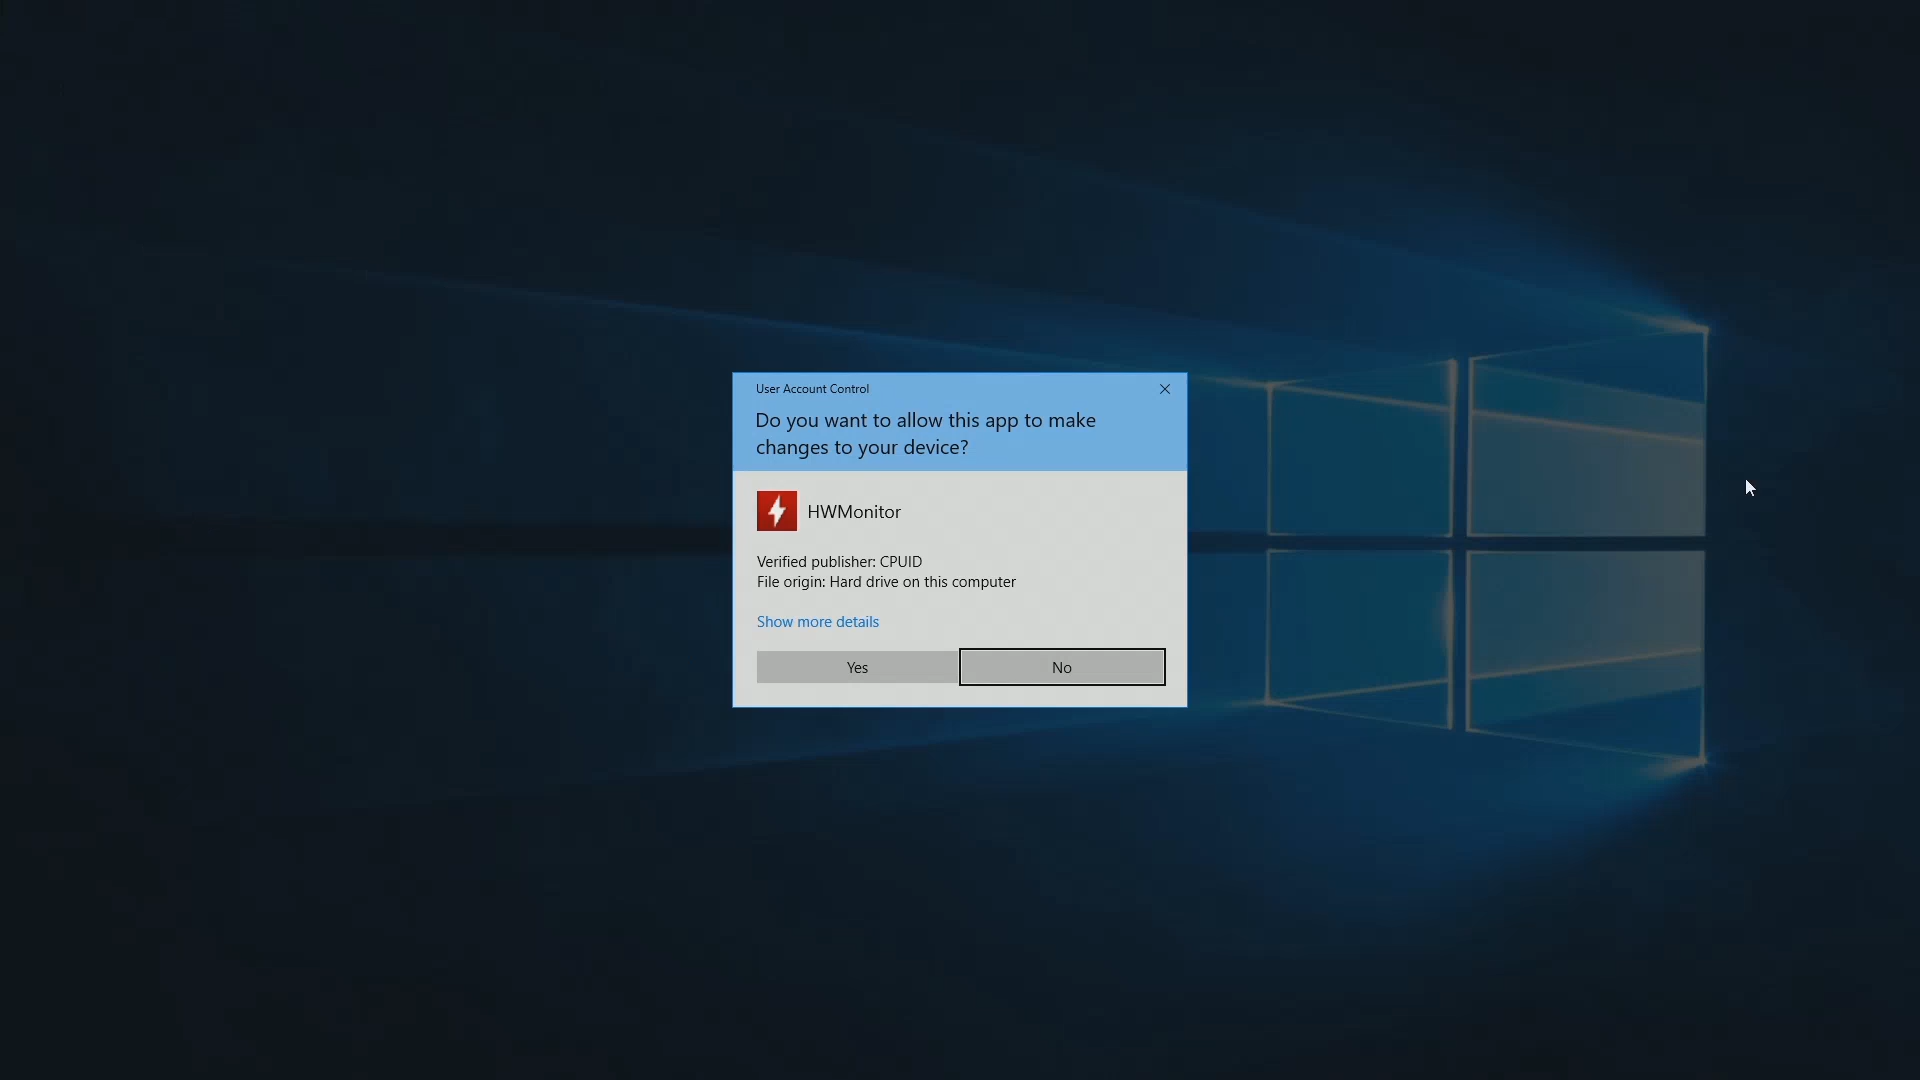 User Account Control
Do you want to allow this app to make
changes to your device?
HWMonitor
Verified publisher: CPUID
File origin: Hard drive on this computer
Show more details
Yes
No